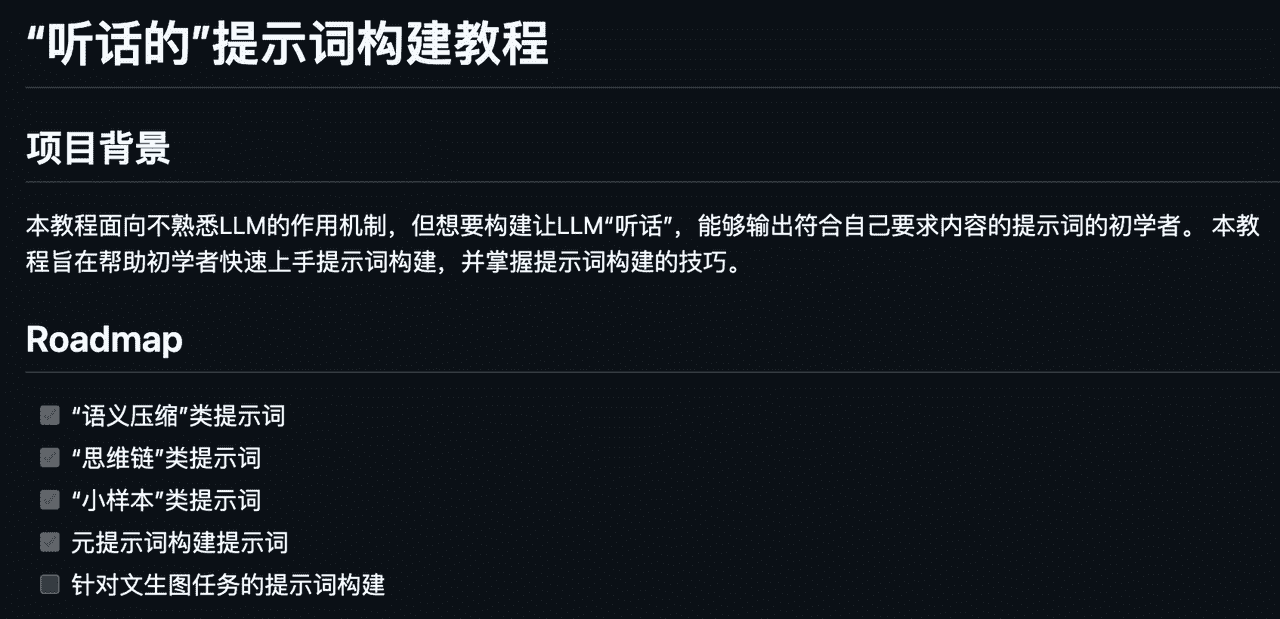 “听话的”提示词构建教程
项目背景
本教程面向不熟悉LLM的作用机制，但想要构建让LLM“听话”，能够输出符合自己要求内容的提示词的初学者。 本教
程旨在帮助初学者快速上手提示词构建，并掌握提示词构建的技巧。
Roadmap
“语义压缩”类提示词
“思维链”类提示词
“小样本”类提示词
元提示词构建提示词
针对文生图任务的提示词构建